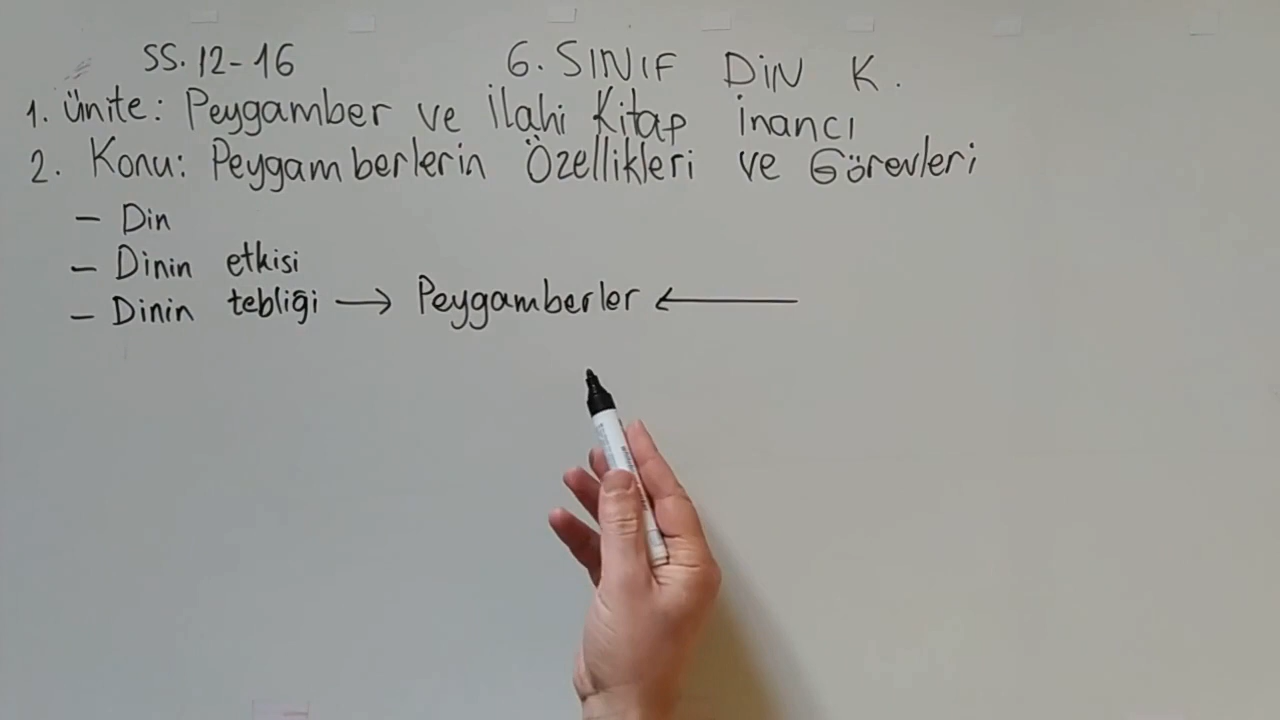 SS. 12-16 6. SINIF DİN K.
1. Ünite: Peygamber ve İlahi Kitap İnancı
2. Konu: Peygamberlerin Özellikleri ve Görevleri
- Din
- Dinin etkisi
- Dinin tebliği → Peygamberler ←